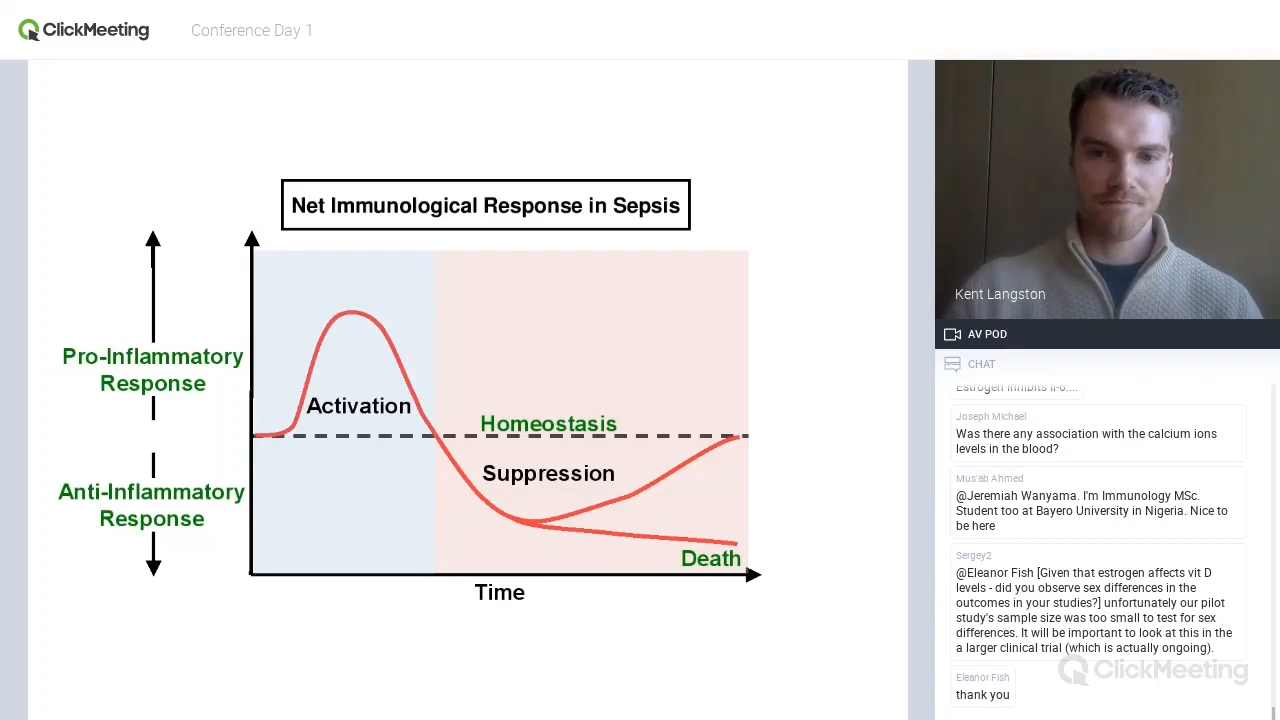 ClickMeeting
Conference Day 1
Net Immunological Response in Sepsis
Pro-Inflammatory
Response
Anti-Inflammatory
Response
Activation
Homeostasis
Suppression
Death
Time
Kent Langston
AV POD
CHAT
Estrogen inhibits il-6....
Joseph Michael
Was there any association with the calcium ions
levels in the blood?
Mus'ab Ahmed
@Jeremiah Wanyama. I'm Immunology MSc.
Student too at Bayero University in Nigeria. Nice to
be here
Sergey2
@Eleanor Fish [Given that estrogen affects vit D
levels - did you observe sex differences in the
outcomes in your studies?] unfortunately our pilot
study's sample size was too small to test for sex
differences. It will be important to look at this in the
a larger clinical trial (which is actually ongoing).
ClickMeeting
Eleanor Fish
thank you